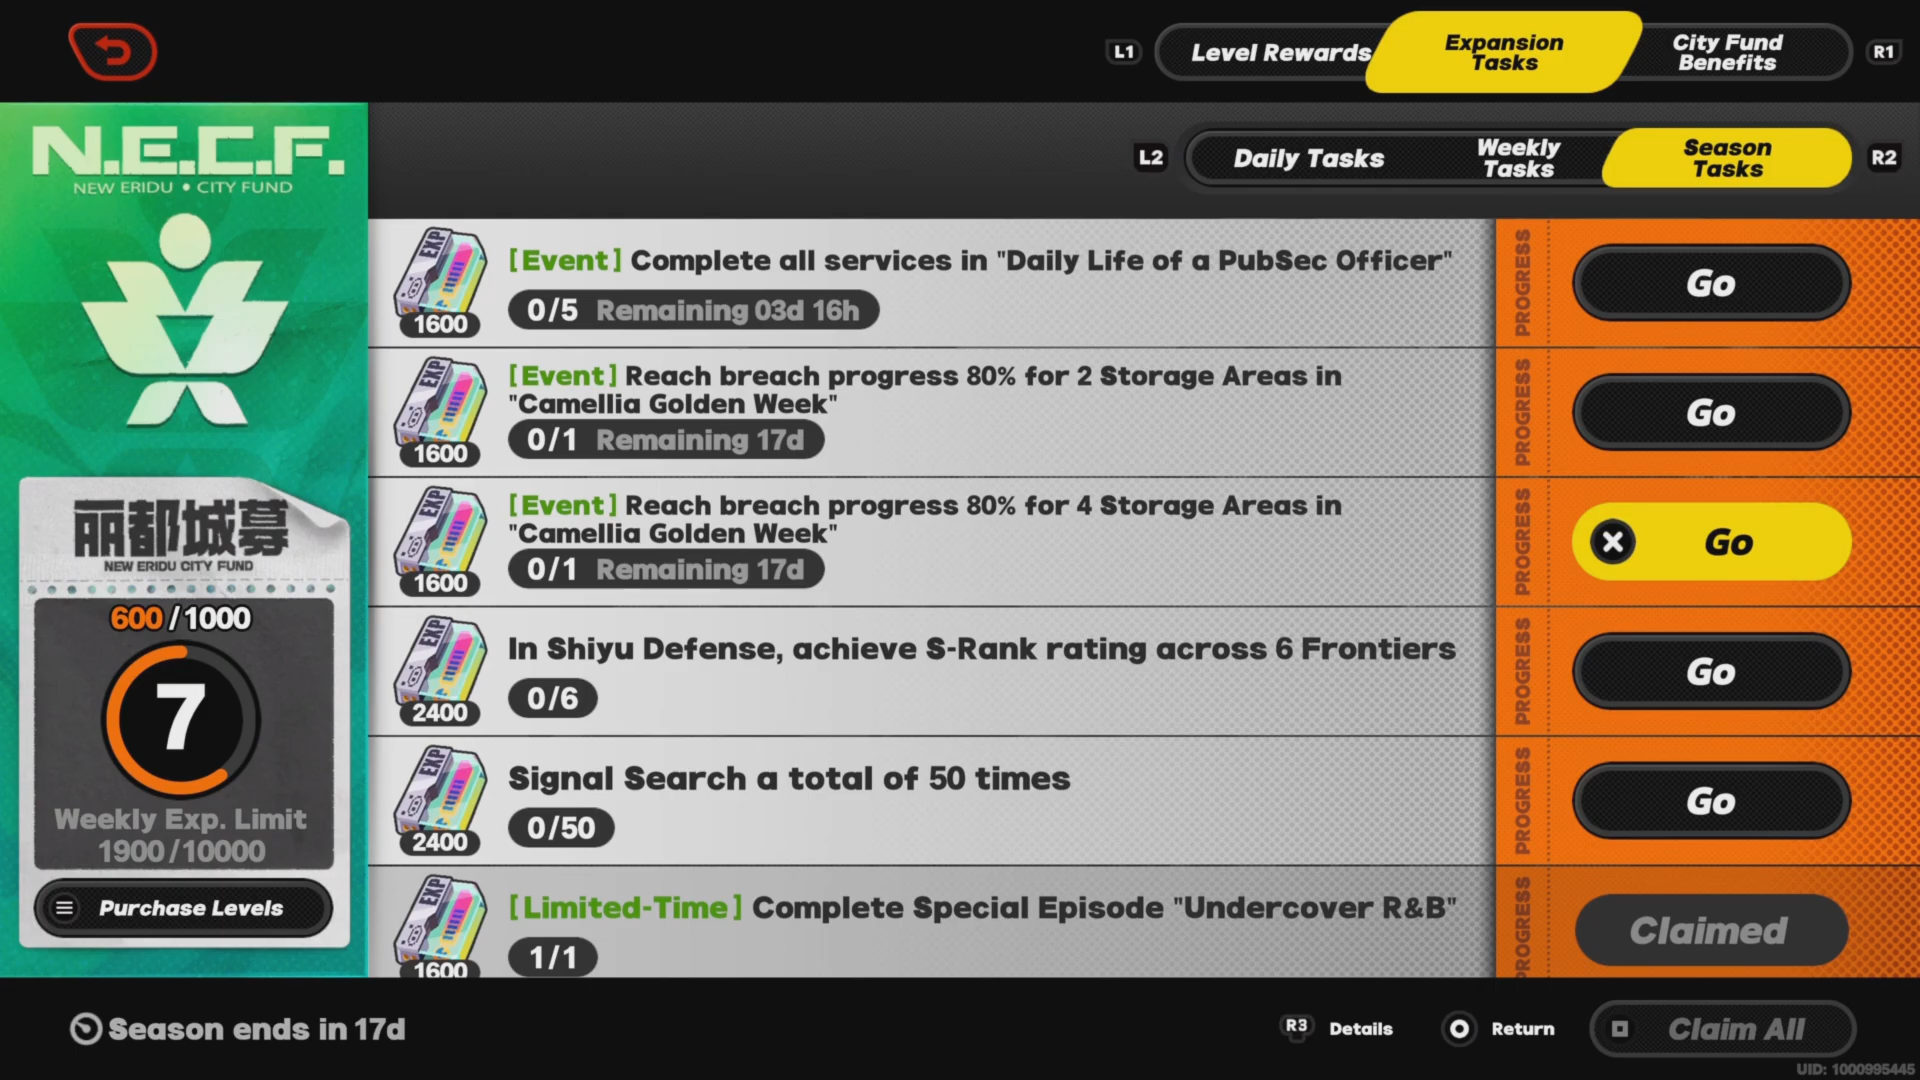 L1
Level Rewards
Expansion
Tasks
City Fund
Benefits
R1
N.E.C.F.
NEW ERIDU • CITY FUND
L2
Daily Tasks
Weekly
Tasks
Season
Tasks
R2
EXP
1600
[Event] Complete all services in "Daily Life of a PubSec Officer"
0/5 Remaining 03d 16h
PROGRESS
Go
EXP
1600
[Event] Reach breach progress 80% for 2 Storage Areas in
"Camellia Golden Week"
0/1 Remaining 17d
PROGRESS
Go
EXP
1600
[Event] Reach breach progress 80% for 4 Storage Areas in
"Camellia Golden Week"
0/1 Remaining 17d
PROGRESS
Go
EXP
2400
In Shiyu Defense, achieve S-Rank rating across 6 Frontiers
0/6
PROGRESS
Go
EXP
2400
Signal Search a total of 50 times
0/50
PROGRESS
Go
EXP
1600
[Limited-Time] Complete Special Episode "Undercover R&B"
1/1
PROGRESS
Claimed
丽都城募
NEW ERIDU CITY FUND
600/1000
7
Weekly Exp. Limit
1900/10000
Purchase Levels
Season ends in 17d
R3 Details
Return
Claim All
UID: 1000995445